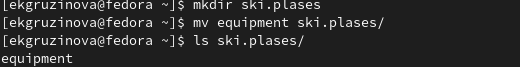 [ekgruzinova@fedora ~]$ mkdir ski.plases
[ekgruzinova@fedora ~]$ mv equipment ski.plases/
[ekgruzinova@fedora ~]$ ls ski.plases/
equipment